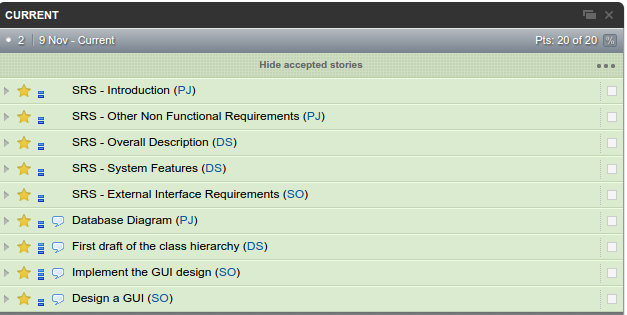 CURRENT
2 9 Nov - Current Pts: 20 of 20 %
Hide accepted stories
SRS - Introduction (PJ)
SRS - Other Non Functional Requirements (PJ)
SRS - Overall Description (DS)
SRS - System Features (DS)
SRS - External Interface Requirements (SO)
Database Diagram (PJ)
First draft of the class hierarchy (DS)
Implement the GUI design (SO)
Design a GUI (SO)